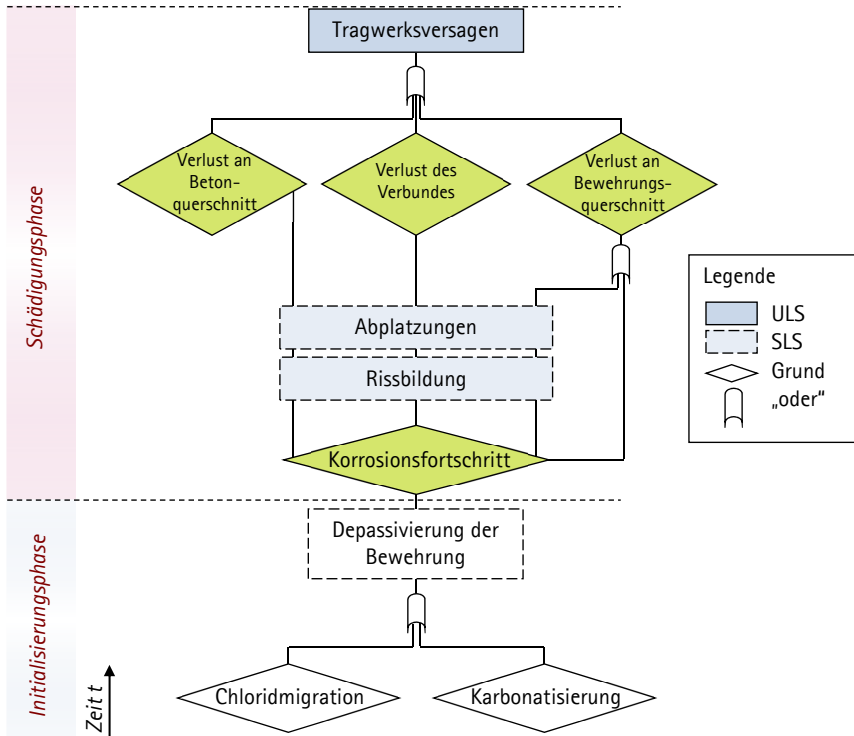 Tragwerksversagen
Verlust an
Beton-
querschnitt
Verlust des
Verbundes
Verlust an
Bewehrungs-
querschnitt
Schädigungsphase
Abplatzungen
Rissbildung
Korrosionsfortschritt
Legende
ULS
SLS
Grund
„oder“
Depassivierung der
Bewehrung
Initialisierungsphase
Zeit t
Chloridmigration
Karbonatisierung